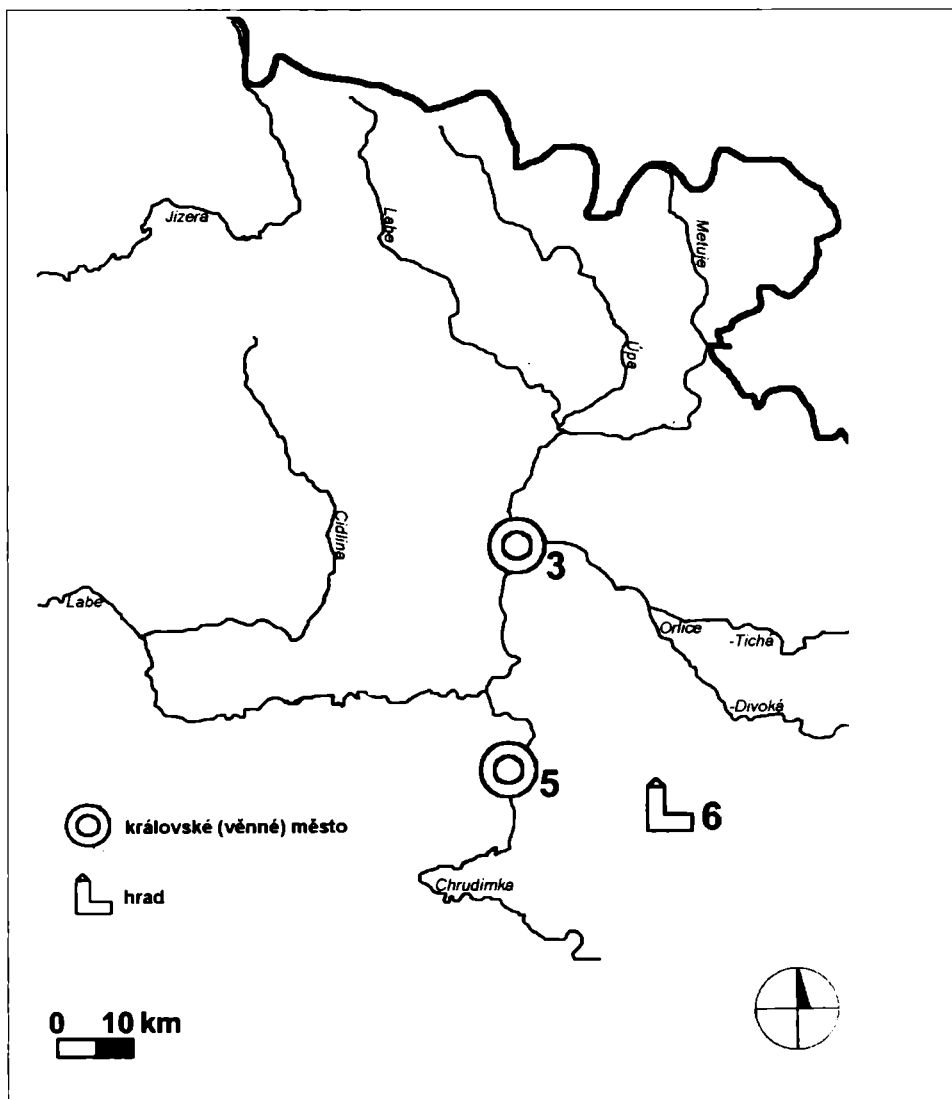 Jizera
Labe
Metuje
Úpa
Cidlina
3
Labe
Orlice
-Tichá
-Divoká
5
6
královské (věnné) město
hrad
Chrudimka
0 10 km